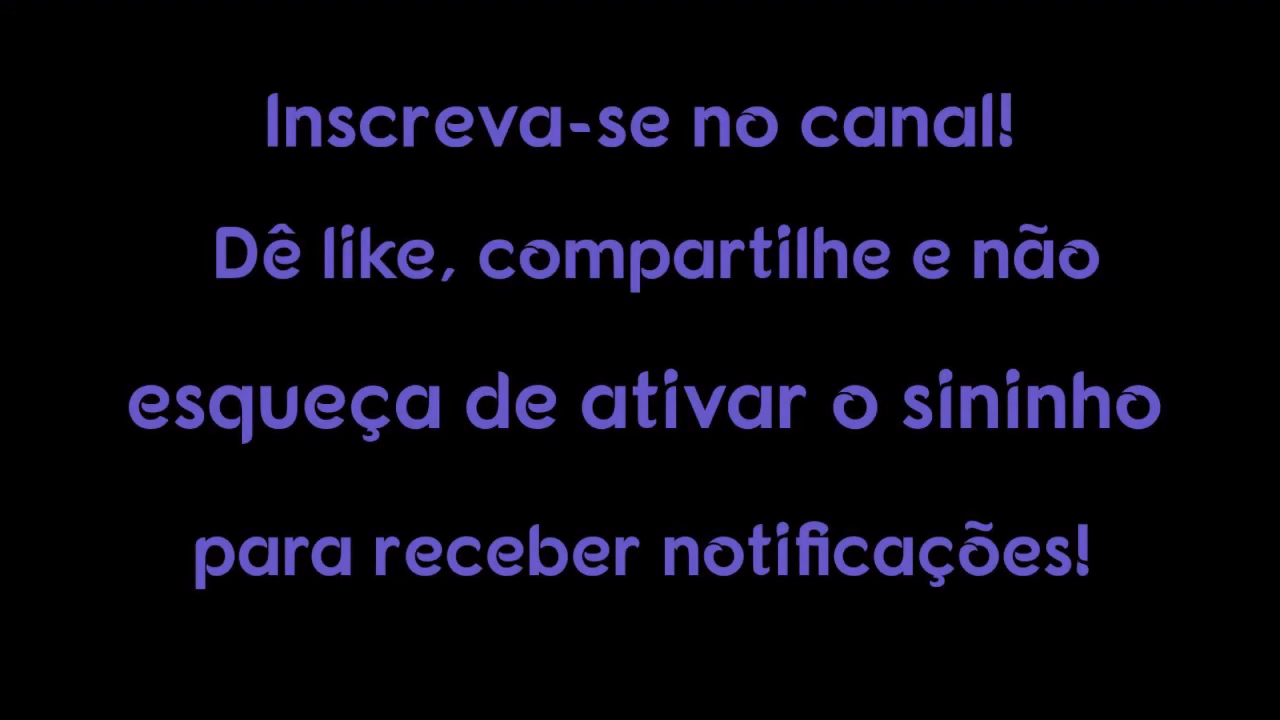 Inscreva-se no canal!
Dê like, compartilhe e não
esqueça de ativar o sininho
para receber notificações!